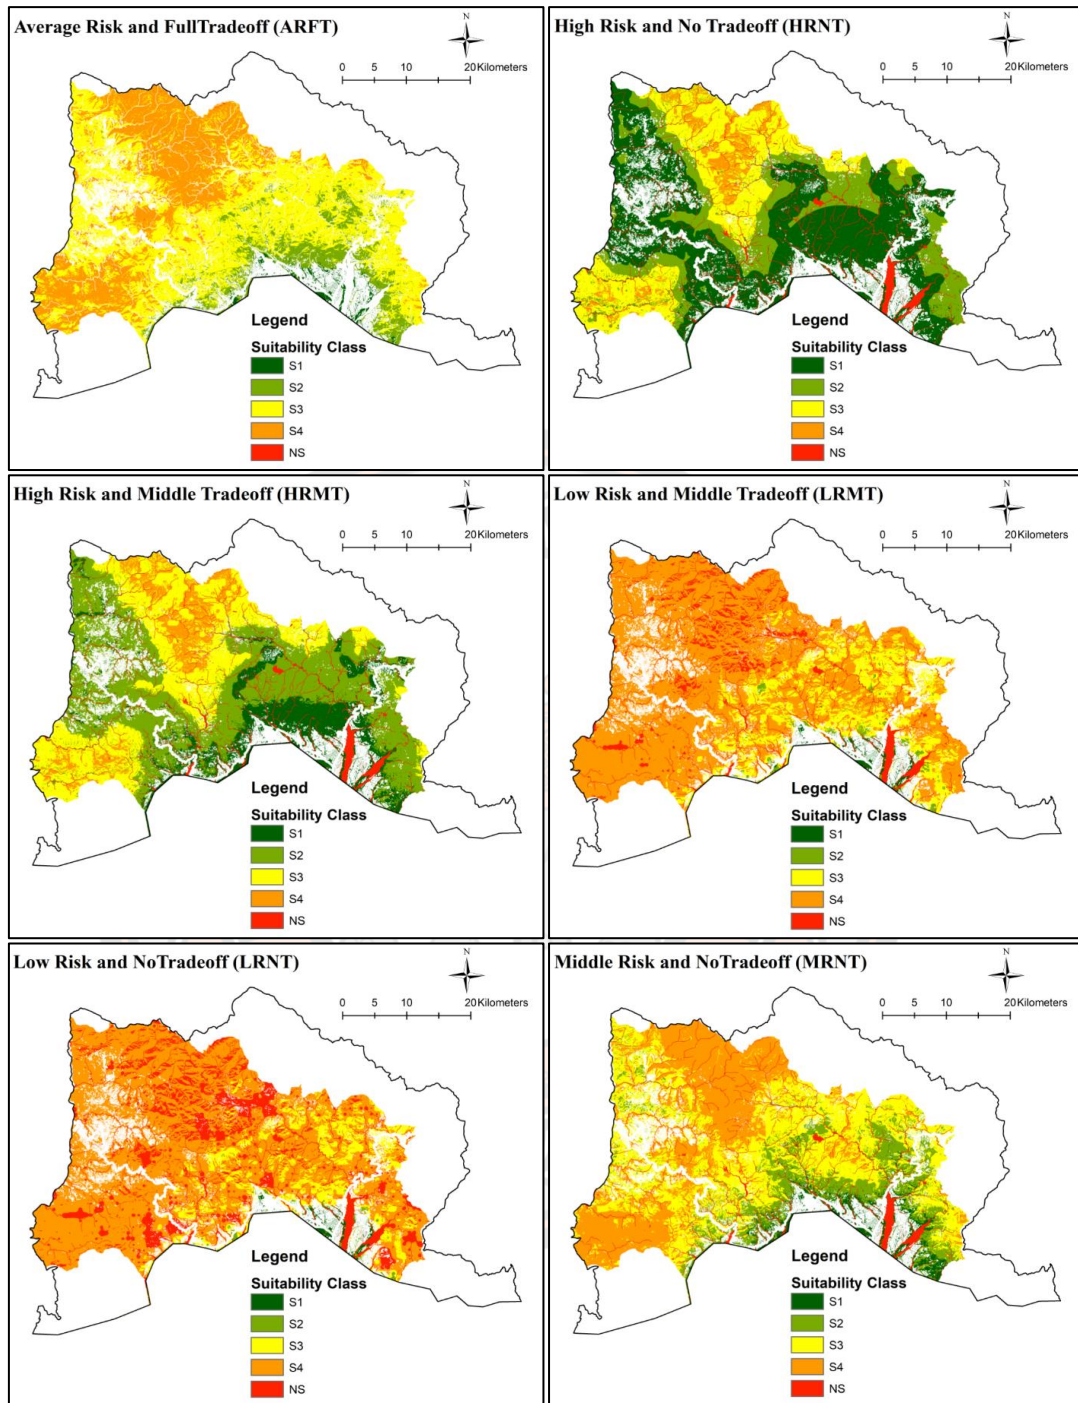 Average Risk and FullTradeoff (ARFT)
N
0 5 10 20 Kilometers
Legend
Suitability Class
S1
S2
S3
S4
NS
High Risk and No Tradeoff (HRNT)
N
0 5 10 20 Kilometers
Legend
Suitability Class
S1
S2
S3
S4
NS
High Risk and Middle Tradeoff (HRMT)
N
0 5 10 20 Kilometers
Legend
Suitability Class
S1
S2
S3
S4
NS
Low Risk and Middle Tradeoff (LRMT)
N
0 5 10 20 Kilometers
Legend
Suitability Class
S1
S2
S3
S4
NS
Low Risk and NoTradeoff (LRNT)
N
0 5 10 20 Kilometers
Legend
Suitability Class
S1
S2
S3
S4
NS
Middle Risk and NoTradeoff (MRNT)
N
0 5 10 20 Kilometers
Legend
Suitability Class
S1
S2
S3
S4
NS